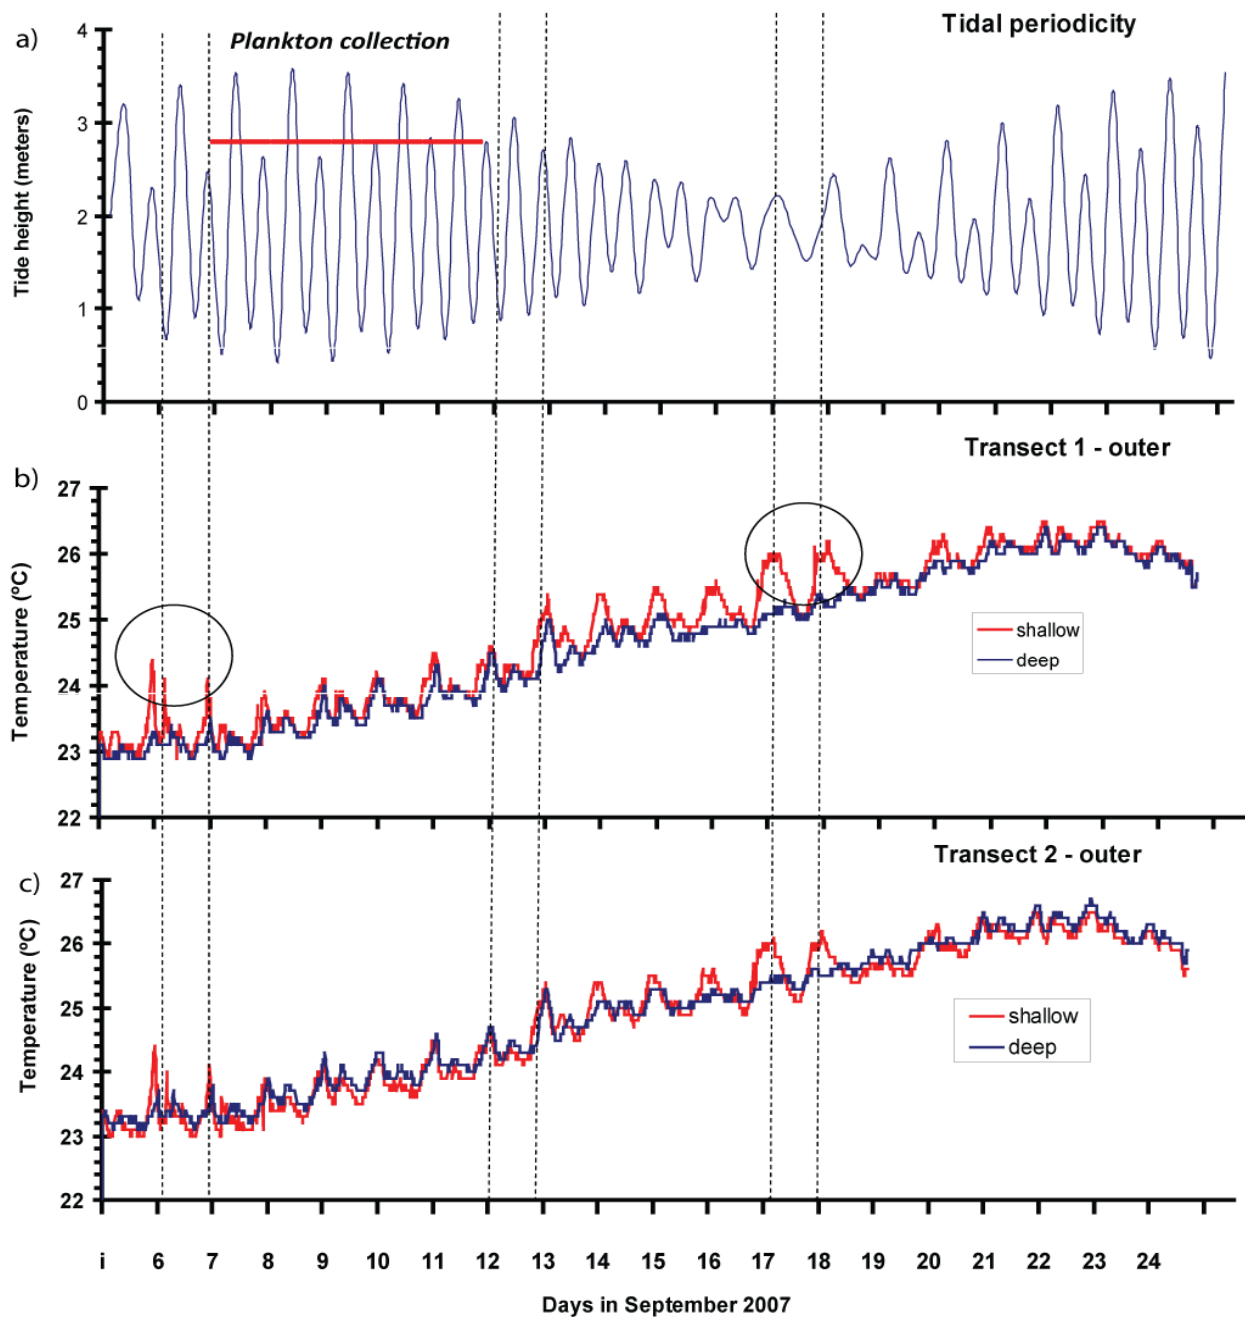 a)
Plankton collection
Tidal periodicity
Tide height (meters)
4
3
2
1
0
Transect 1 - outer
b)
Temperature (ºC)
27
26
25
24
23
22
shallow
deep
Transect 2 - outer
c)
Temperature (ºC)
27
26
25
24
23
22
shallow
deep
i 6 7 8 9 10 11 12 13 14 15 16 17 18 19 20 21 22 23 24
Days in September 2007